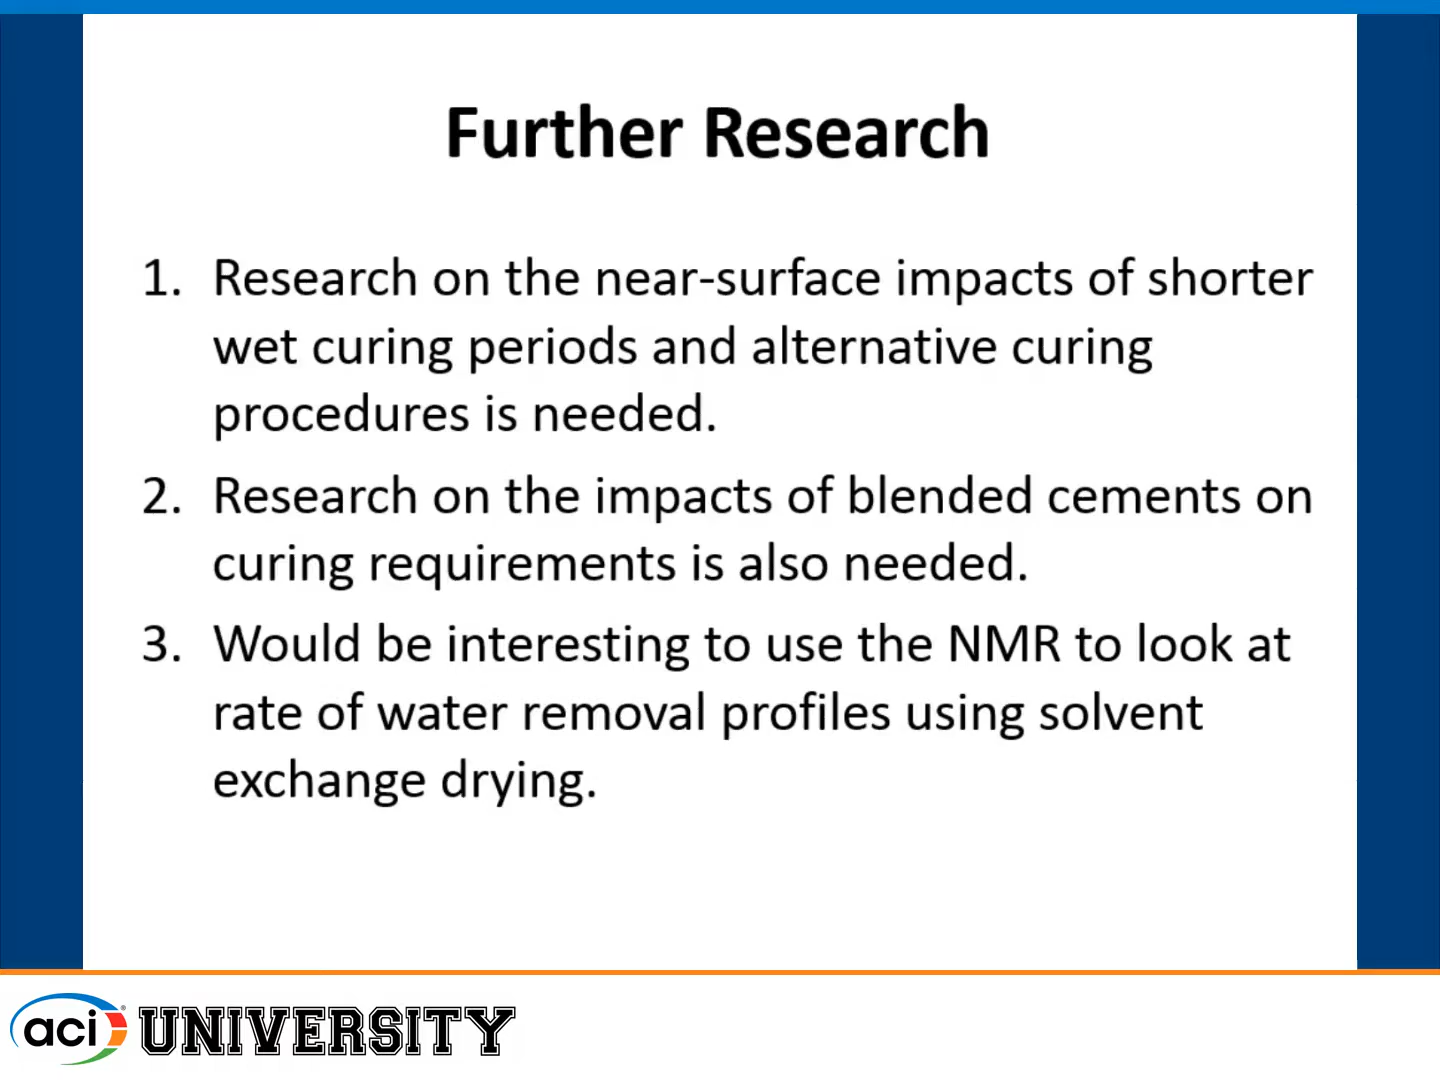 Further Research
1. Research on the near-surface impacts of shorter
wet curing periods and alternative curing
procedures is needed.
2. Research on the impacts of blended cements on
curing requirements is also needed.
3. Would be interesting to use the NMR to look at
rate of water removal profiles using solvent
exchange drying.
aci UNIVERSITY